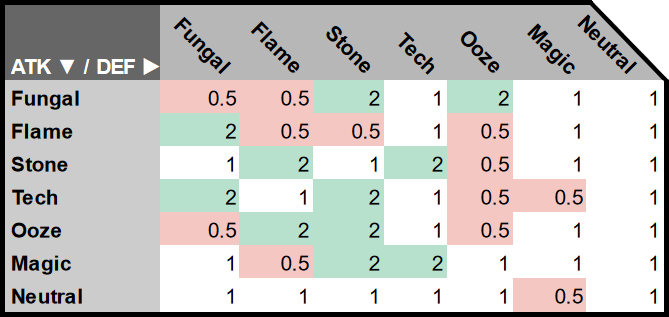 ATK ▼ / DEF ▶ Fungal Flame Stone Tech Ooze Magic Neutral
Fungal 0.5 0.5 2 1 2 1 1
Flame 2 0.5 0.5 1 0.5 1 1
Stone 1 2 1 2 0.5 1 1
Tech 2 1 2 1 0.5 0.5 1
Ooze 0.5 2 2 1 0.5 1 1
Magic 1 0.5 2 2 1 1 1
Neutral 1 1 1 1 1 0.5 1